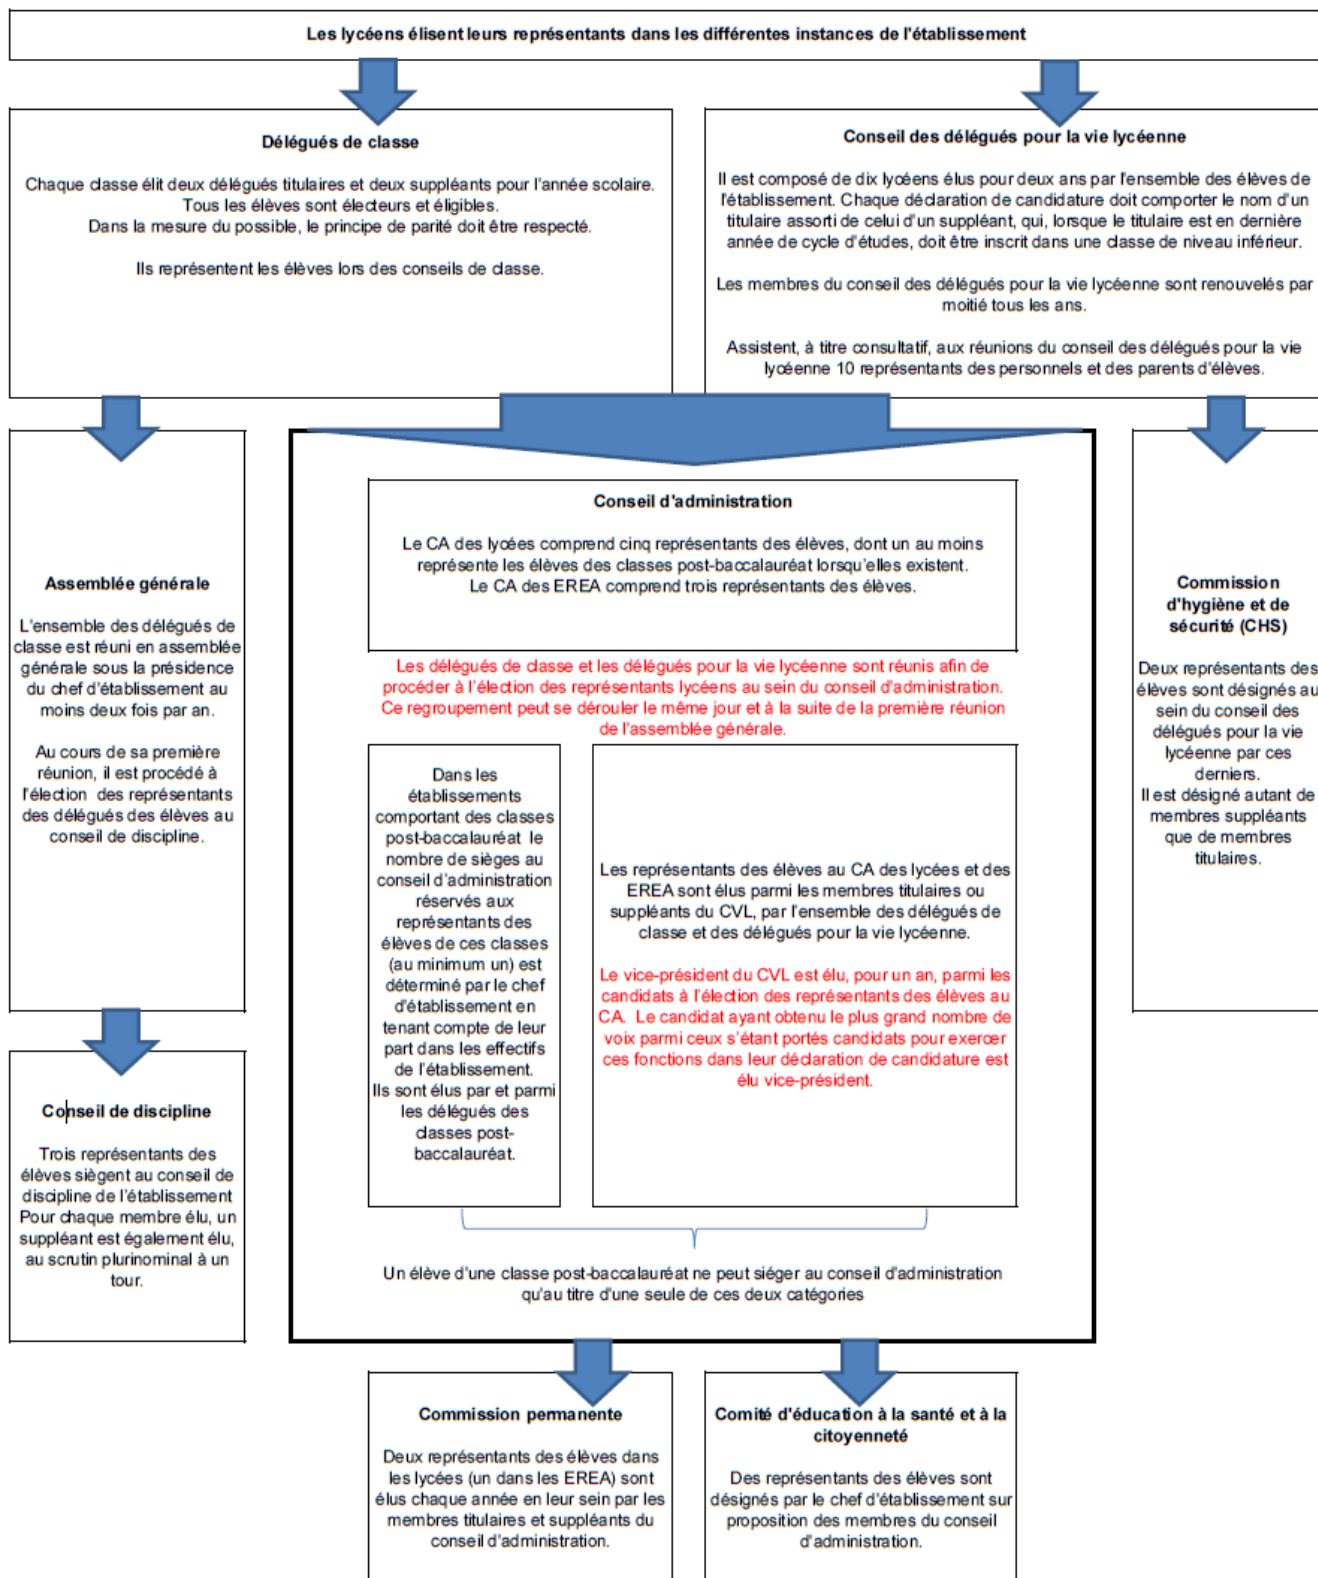 Les lycéens élisent leurs représentants dans les différentes instances de l'établissement
Délégués de classe
Chaque classe élit deux délégués titulaires et deux suppléants pour l'année scolaire.
Tous les élèves sont électeurs et éligibles.
Dans la mesure du possible, le principe de parité doit être respecté.
Ils représentent les élèves lors des conseils de classe.
Conseil des délégués pour la vie lycéenne
Il est composé de dix lycéens élus pour deux ans par l'ensemble des élèves de
l'établissement. Chaque déclaration de candidature doit comporter le nom d'un
titulaire assorti de celui d'un suppléant, qui, lorsque le titulaire est en dernière
année de cycle d'études, doit être inscrit dans une classe de niveau inférieur.
Les membres du conseil des délégués pour la vie lycéenne sont renouvelés par
moitié tous les ans.
Assistent, à titre consultatif, aux réunions du conseil des délégués pour la vie
lycéenne 10 représentants des personnels et des parents d'élèves.
Assemblée générale
L'ensemble des délégués de
classe est réuni en assemblée
générale sous la présidence
du chef d'établissement au
moins deux fois par an.
Au cours de sa première
réunion, il est procédé à
l'élection des représentants
des délégués des élèves au
conseil de discipline.
Conseil de discipline
Trois représentants des
élèves siègent au conseil de
discipline de l'établissement
Pour chaque membre élu, un
suppléant est également élu,
au scrutin plurinominal à un
tour.
Conseil d'administration
Le CA des lycées comprend cinq représentants des élèves, dont un au moins
représente les élèves des classes post-baccalauréat lorsqu'elles existent.
Le CA des EREA comprend trois représentants des élèves.
Les délégués de classe et les délégués pour la vie lycéenne sont réunis afin de
procéder à l'élection des représentants lycéens au sein du conseil d'administration.
Ce regroupement peut se dérouler le même jour et à la suite de la première réunion
de l'assemblée générale.
Dans les
établissements
comportant des classes
post-baccalauréat le
nombre de sièges au
conseil d'administration
réservés aux
représentants des
élèves de ces classes
(au minimum un) est
déterminé par le chef
d'établissement en
tenant compte de leur
part dans les effectifs
de l'établissement.
Ils sont élus par et parmi
les délégués des
classes post-
baccalauréat.
Les représentants des élèves au CA des lycées et des
EREA sont élus parmi les membres titulaires ou
suppléants du CVL, par l'ensemble des délégués de
classe et des délégués pour la vie lycéenne.
Le vice-président du CVL est élu, pour un an, parmi les
candidats à l'élection des représentants des élèves au
CA. Le candidat ayant obtenu le plus grand nombre de
voix parmi ceux s'étant portés candidats pour exercer
ces fonctions dans leur déclaration de candidature est
élu vice-président.
Un élève d'une classe post-baccalauréat ne peut siéger au conseil d'administration
qu'au titre d'une seule de ces deux catégories
Commission
d'hygiène et de
sécurité (CHS)
Deux représentants des
élèves sont désignés au
sein du conseil des
délégués pour la vie
lycéenne par ces
derniers.
Il est désigné autant de
membres suppléants
que de membres
titulaires.
Commission permanente
Deux représentants des élèves dans
les lycées (un dans les EREA) sont
élus chaque année en leur sein par les
membres titulaires et suppléants du
conseil d'administration.
Comité d'éducation à la santé et à la
citoyenneté
Des représentants des élèves sont
désignés par le chef d'établissement sur
proposition des membres du conseil
d'administration.